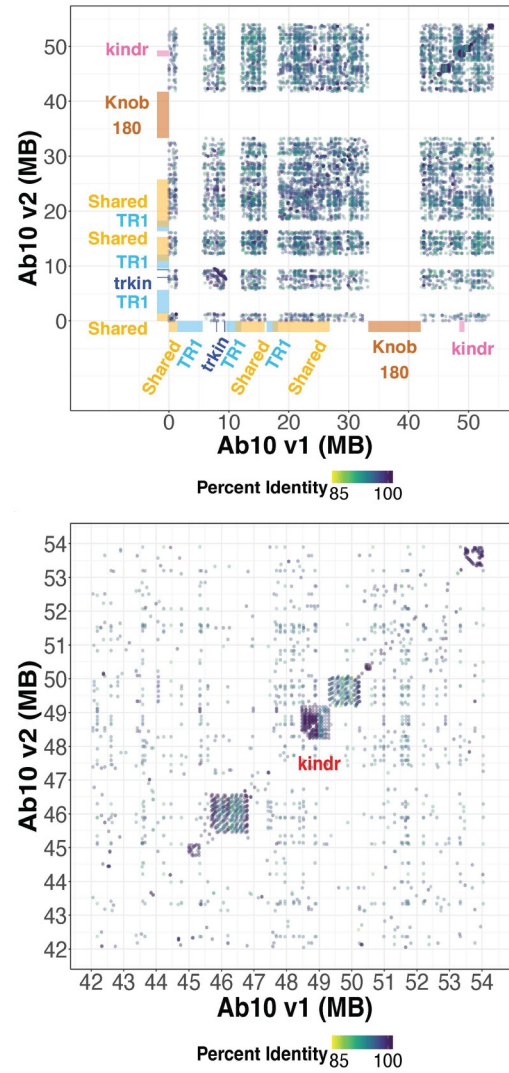 50
40
30
20
10
0
Ab10 v2 (MB)
kindr
Knob
180
Shared
TR1
Shared
TR1
trkin
TR1
Shared
Shared
TR1
trkin
TR1
Shared
TR1
Shared
Knob
180
kindr
0 10 20 30 40 50
Ab10 v1 (MB)
Percent Identity
85 100
54
53
52
51
50
49
48
47
46
45
44
43
42
Ab10 v2 (MB)
kindr
42 43 44 45 46 47 48 49 50 51 52 53 54
Ab10 v1 (MB)
Percent Identity
85 100